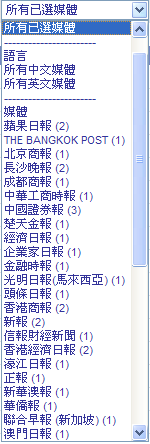 所有已選媒體
所有已選媒體
------------------------
語言
所有中文媒體
所有英文媒體
------------------------
媒體
蘋果日報 (2)
THE BANGKOK POST (1)
北京商報 (1)
長沙晚報 (2)
成都商報 (1)
中華工商時報 (1)
中國證券報 (3)
楚天金報 (1)
經濟日報 (1)
企業家日報 (1)
金融時報 (1)
光明日報(馬來西亞) (1)
頭條日報 (1)
香港商報 (2)
新報 (2)
信報財經新聞 (1)
香港經濟日報 (2)
濠江日報 (1)
正報 (1)
新華澳報 (1)
華僑報 (1)
聯合早報 (新加坡) (1)
澳門日報 (1)